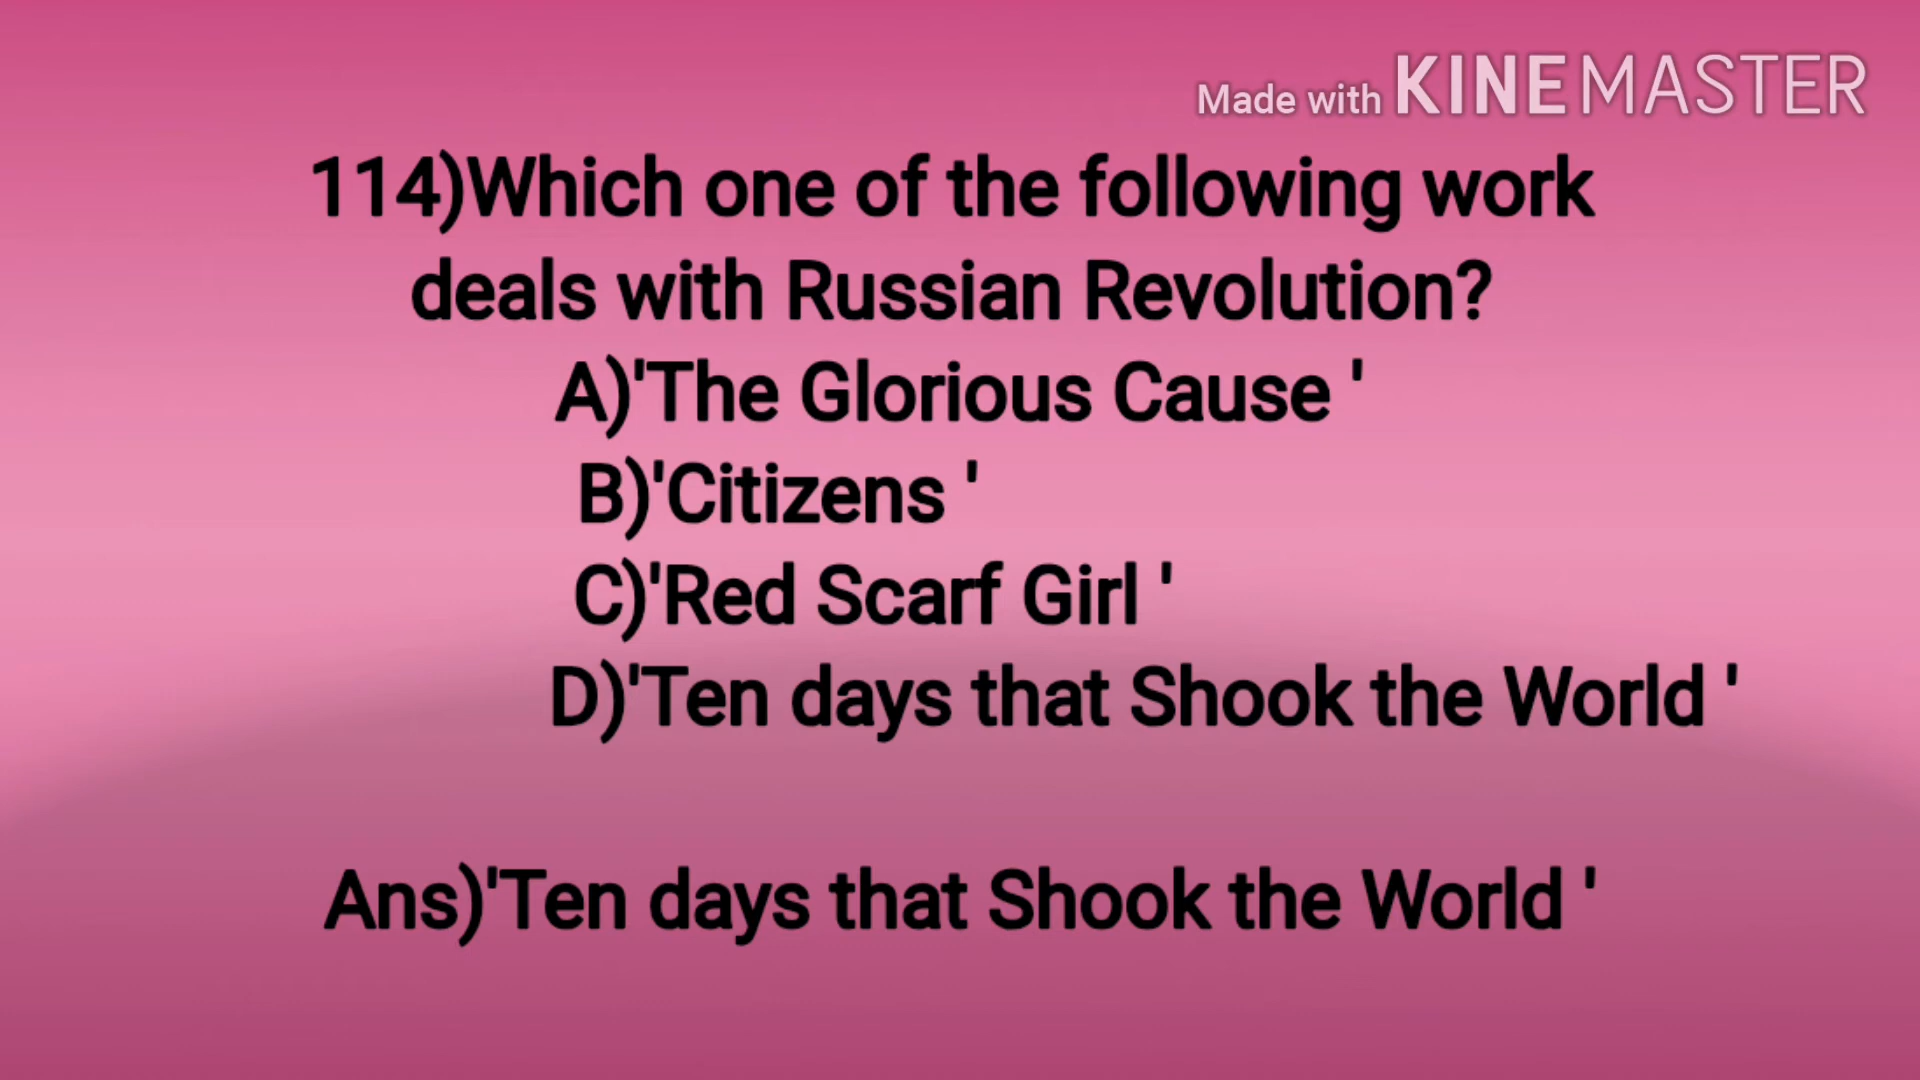 Made with KINEMASTER
114)Which one of the following work
deals with Russian Revolution?
A)'The Glorious Cause '
B)'Citizens '
C)'Red Scarf Girl '
D)'Ten days that Shook the World '
Ans)'Ten days that Shook the World '